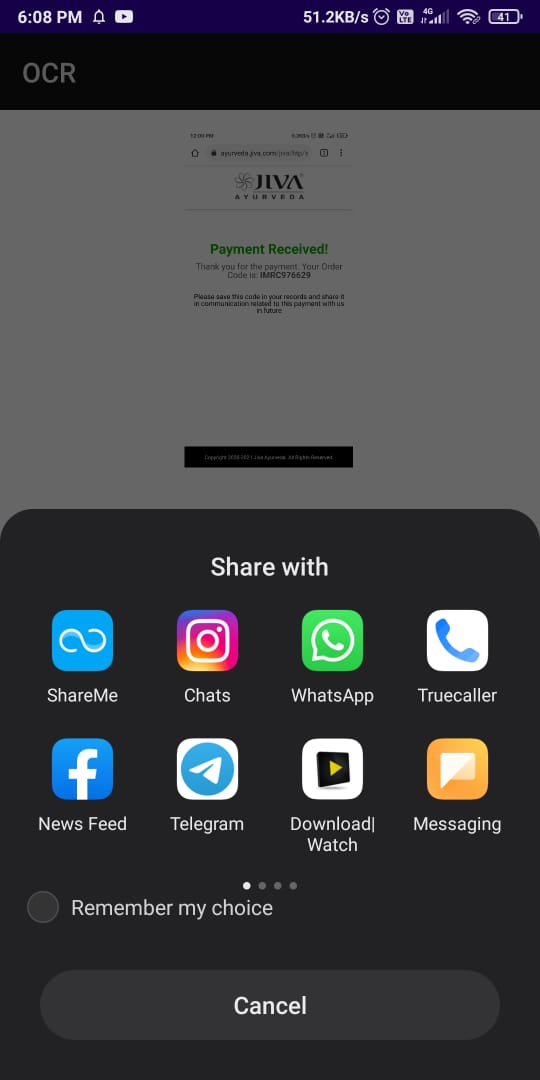 6:08 PM
51.2KB/s
Vo
LTE
4G
41
OCR
12:00 PM
ayurveda.jiva.com/jiva/http/s
JIVA
AYURVEDA
Payment Received!
Thank you for the payment. Your Order
Code is: IMRC976629
Please save this code in your records and share it
in communication related to this payment with us
in future
Copyright 2020-2021 Jiva Ayurveda. All Rights Reserved.
Share with
ShareMe
Chats
WhatsApp
Truecaller
News Feed
Telegram
Download|
Watch
Messaging
Remember my choice
Cancel